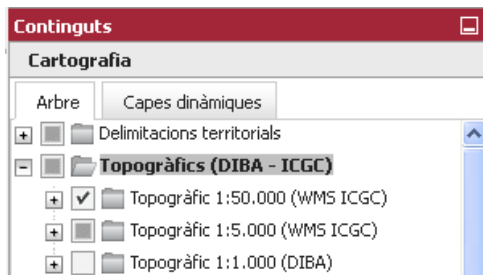 Continguts
Cartografia
Arbre Capes dinàmiques
Delimitacions territorials
Topogràfics (DIBA - ICGC)
Topogràfic 1:50.000 (WMS ICGC)
Topogràfic 1:5.000 (WMS ICGC)
Topogràfic 1:1.000 (DIBA)